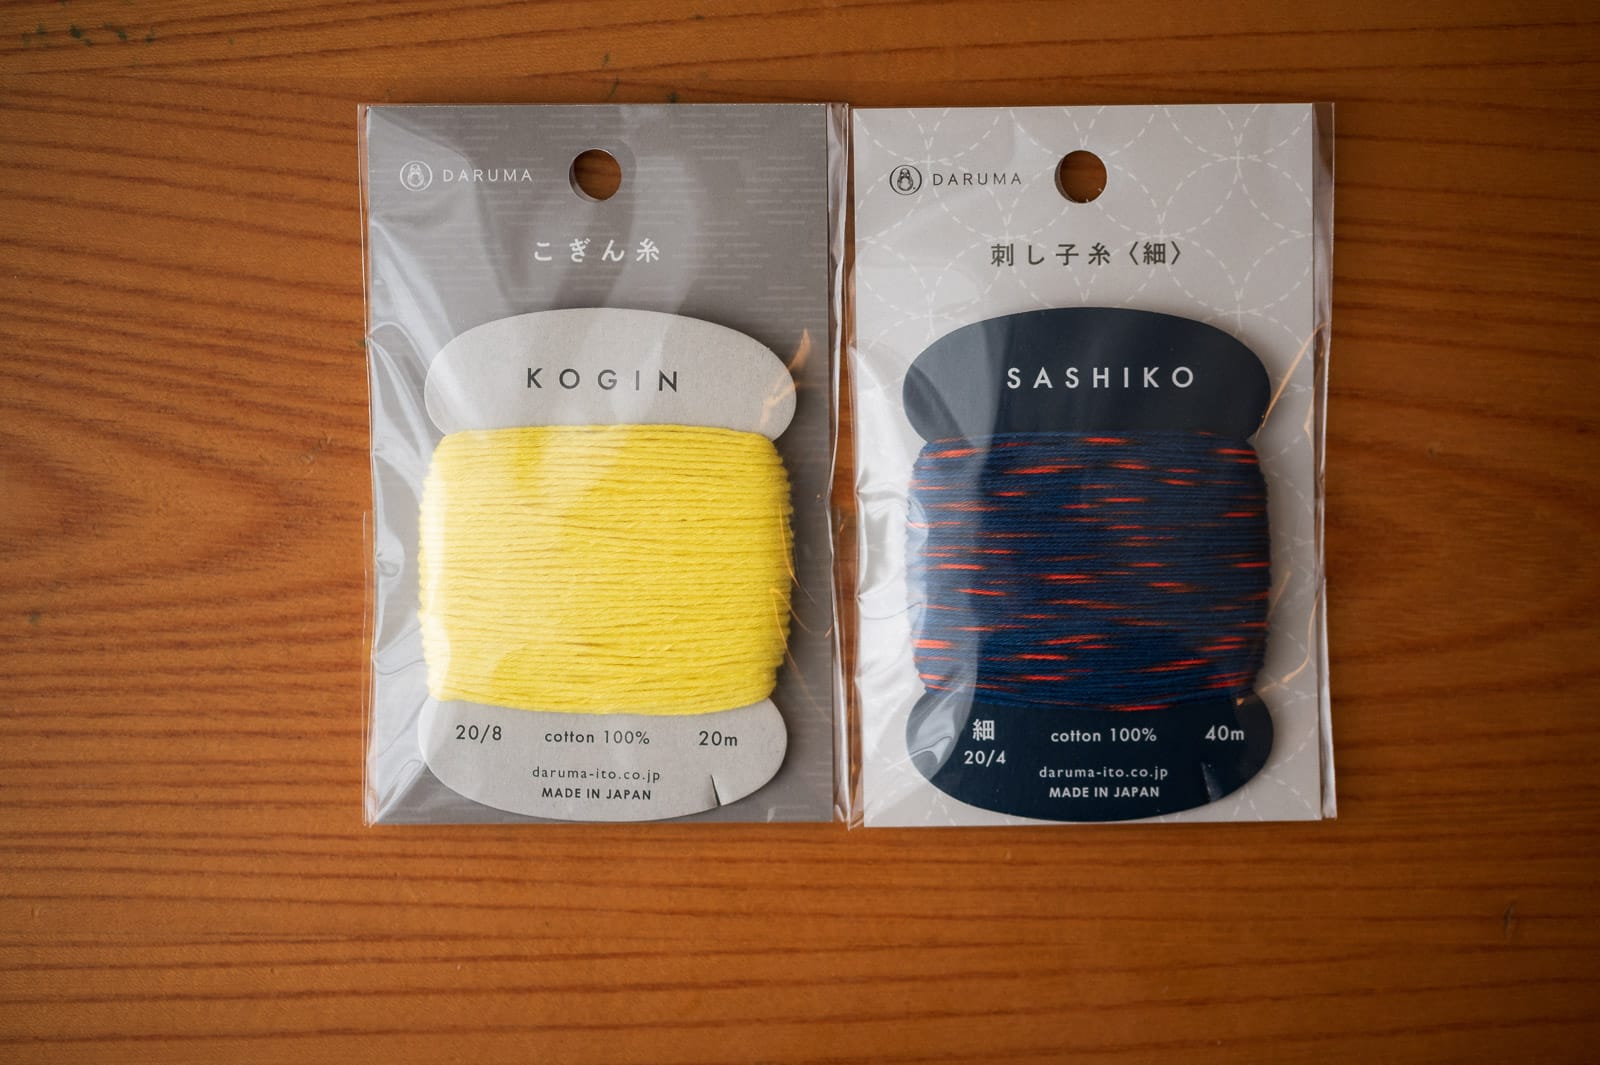 DARUMA
こぎん糸
KOGIN
20/8 cotton 100% 20m
daruma-ito.co.jp
MADE IN JAPAN
DARUMA
刺し子糸〈細〉
SASHIKO
細
20/4 cotton 100% 40m
daruma-ito.co.jp
MADE IN JAPAN